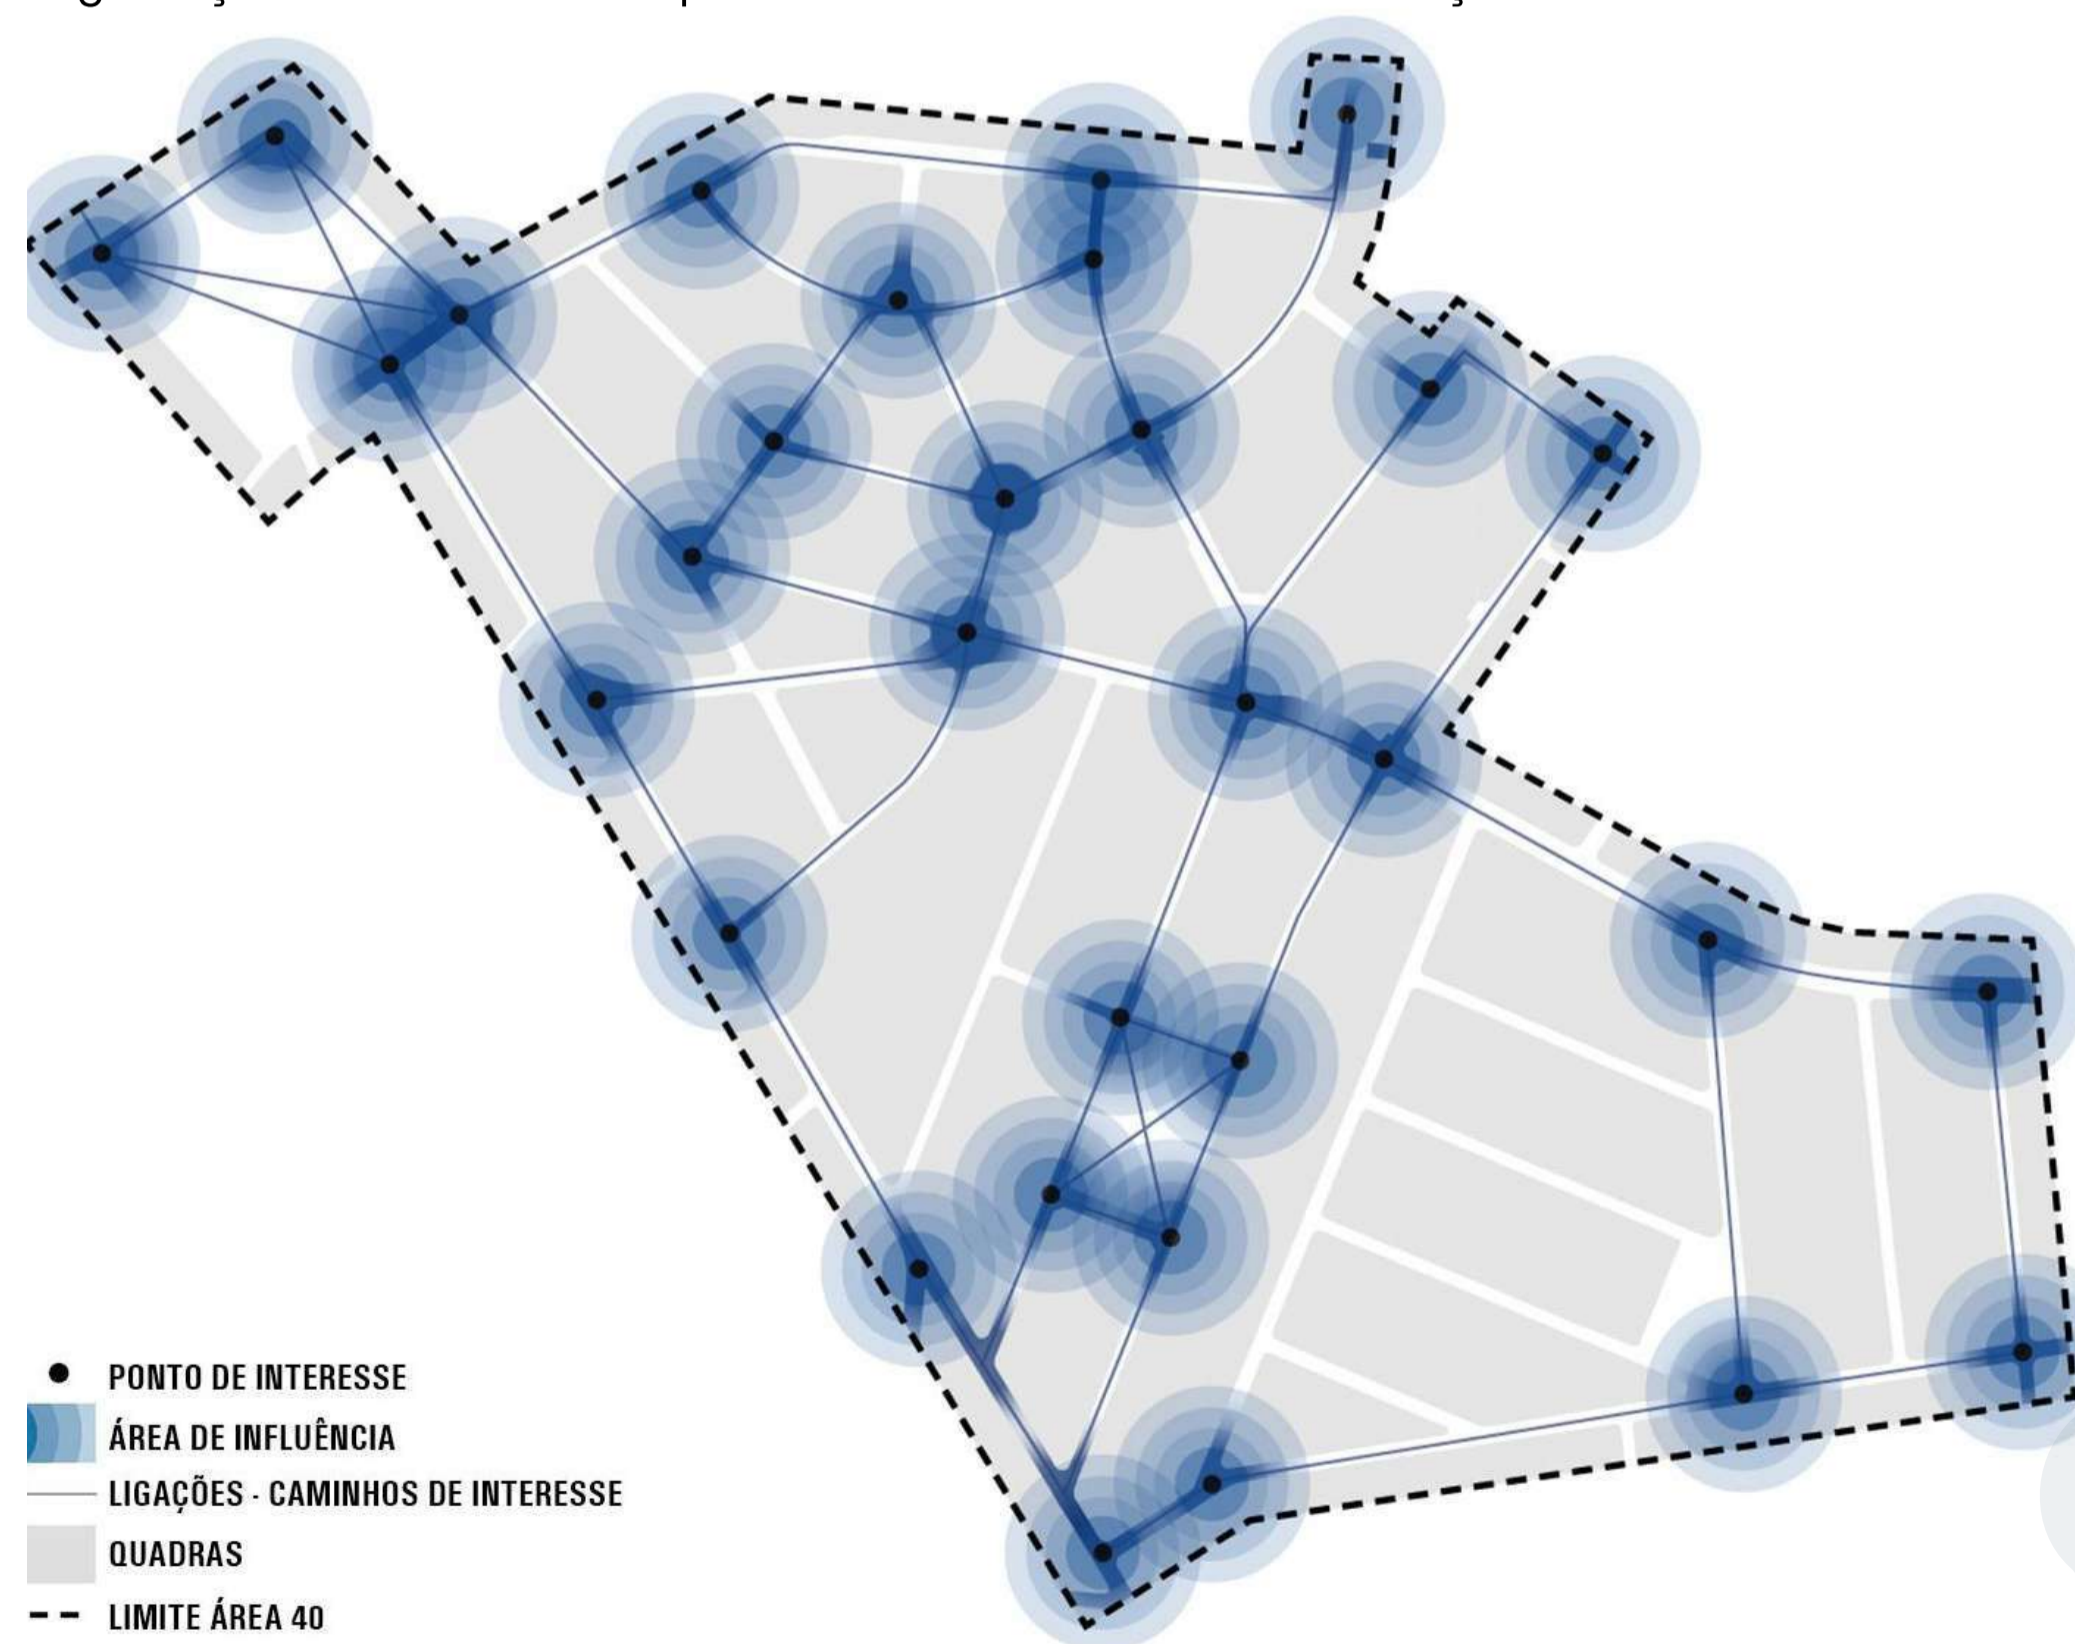 PONTO DE INTERESSE
ÁREA DE INFLUÊNCIA
LIGAÇÕES - CAMINHOS DE INTERESSE
QUADRAS
LIMITE ÁREA 40